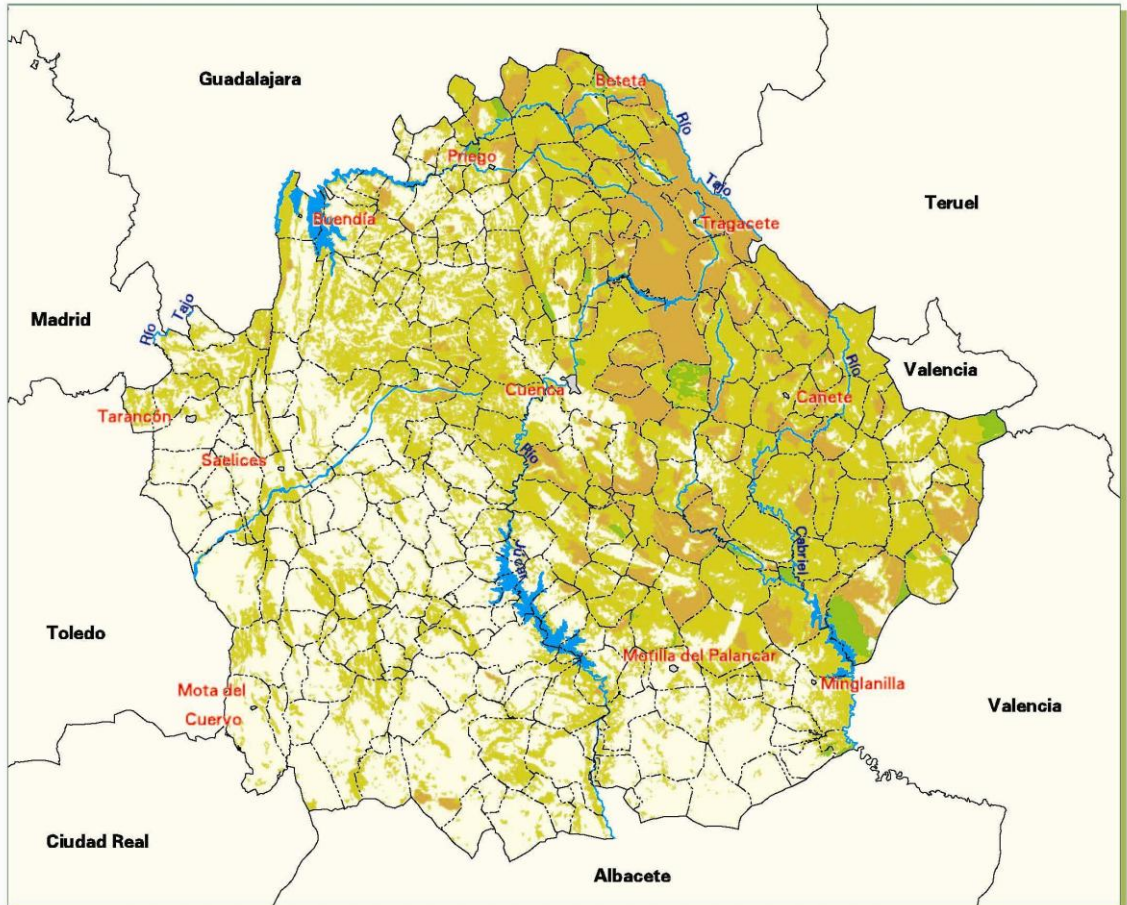 Guadalajara
Beteta
Río
Tajo
Priego
Teruel
Buendía
Tragacete
Madrid
Río
Tajo
Valencia
Cuenca
Cañete
Río
Tarancón
Saelices
Río
Júcar
Cabriel
Toledo
Motilla del Palancar
Mota del
Cuervo
Minglanilla
Valencia
Ciudad Real
Albacete